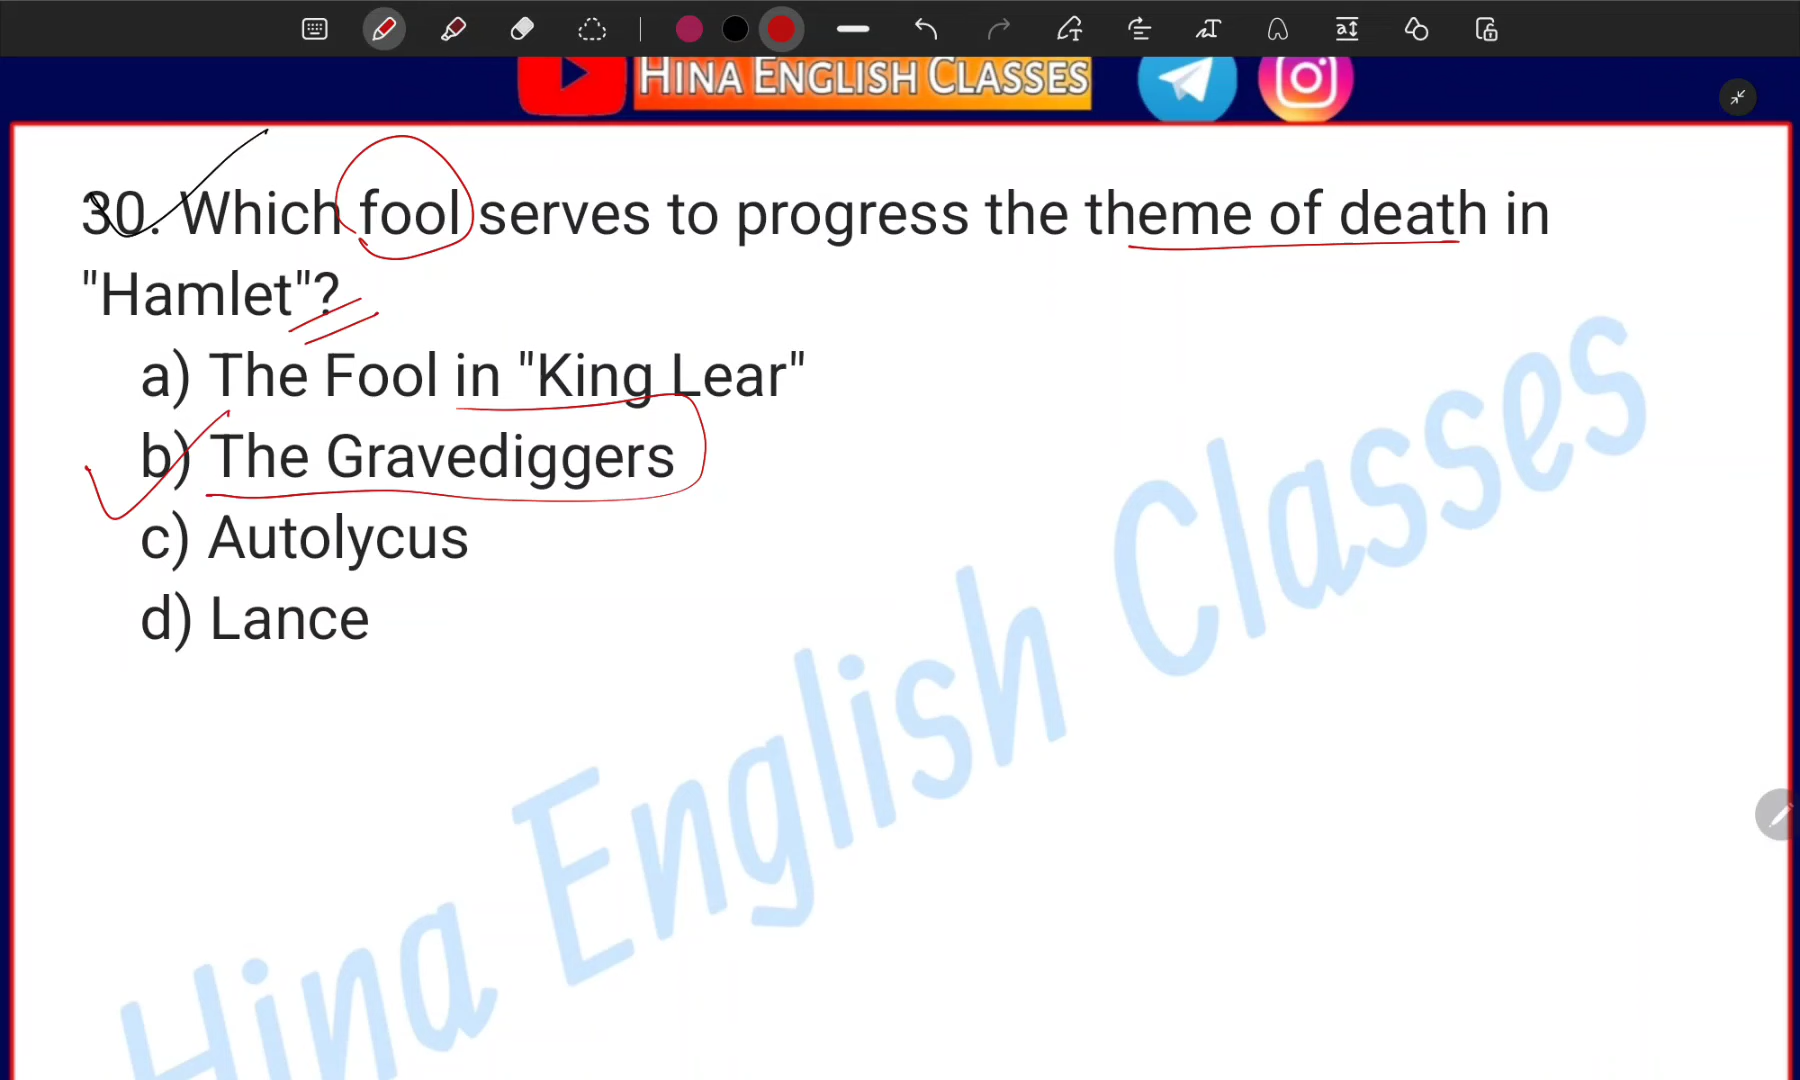 HINA ENGLISH CLASSES
30. Which fool serves to progress the theme of death in
"Hamlet"?
a) The Fool in "King Lear"
b) The Gravediggers
c) Autolycus
d) Lance
Hina English Classes